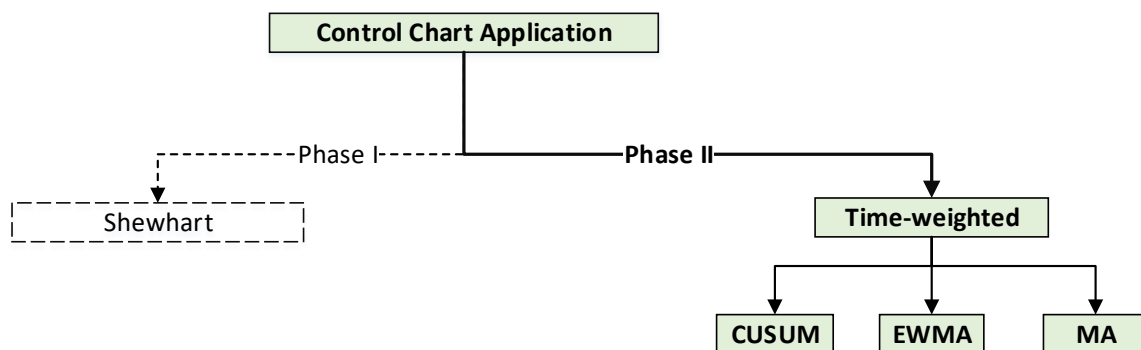 Control Chart Application
Phase I
Phase II
Shewhart
Time-weighted
CUSUM
EWMA
MA